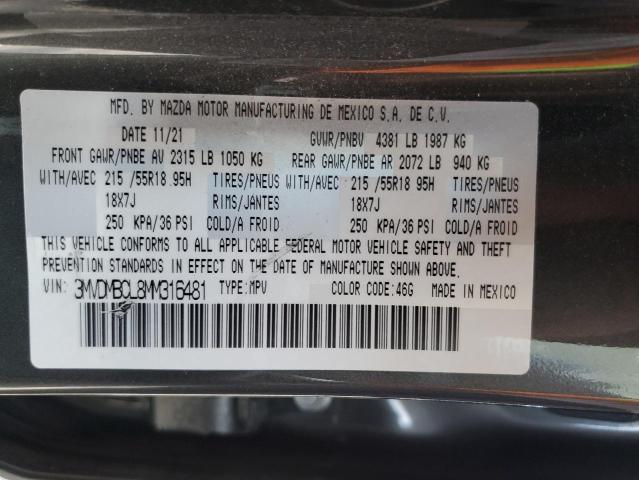 MFD. BY MAZDA MOTOR MANUFACTURING DE MEXICO S.A. DE C.V.
DATE 11/21 GVWR/PNBV 4381 LB 1987 KG
FRONT GAWR/PNBE AV 2315 LB 1050 KG REAR GAWR/PNBE AR 2072 LB 940 KG
WITH/AVEC 215 /55R18 95H TIRES/PNEUS WITH/AVEC 215 /55R18 95H TIRES/PNEUS
18X7J RIMS/JANTES 18X7J RIMS/JANTES
250 KPA/36 PSI COLD/A FROID 250 KPA/36 PSI COLD/A FROID
THIS VEHICLE CONFORMS TO ALL APPLICABLE FEDERAL MOTOR VEHICLE SAFETY AND THEFT
PREVENTION STANDARDS IN EFFECT ON THE DATE OF MANUFACTURE SHOWN ABOVE.
VIN: 3MVDMBCL8MM316481 TYPE:MPV COLOR CODE:46G MADE IN MEXICO